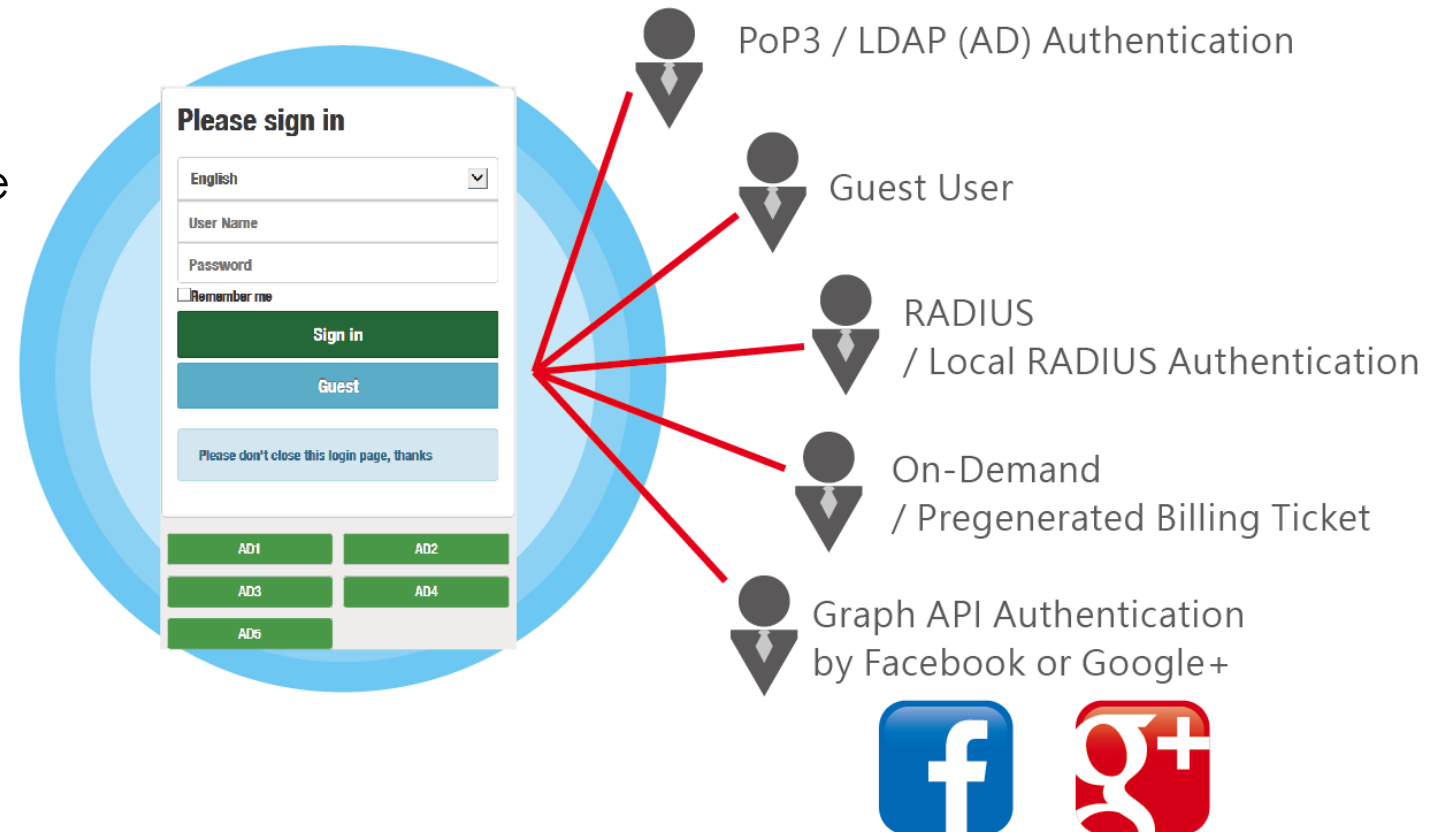 e
Please sign in
English
User Name
Password
Remember me
Sign in
Guest
Please don't close this login page, thanks
AD1 AD2
AD3 AD4
AD5
PoP3 / LDAP (AD) Authentication
Guest User
RADIUS
/ Local RADIUS Authentication
On-Demand
/ Pregenerated Billing Ticket
Graph API Authentication
by Facebook or Google+
f g+